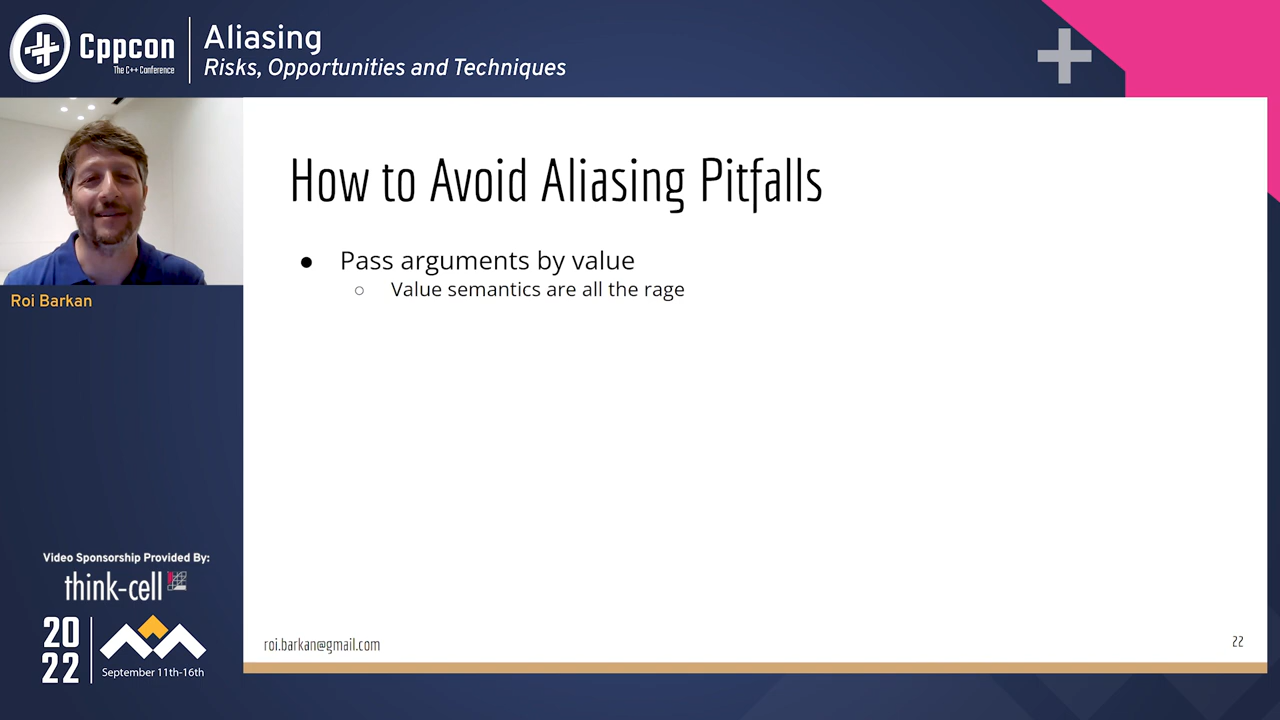 Cppcon
The C++ Conference
Aliasing
Risks, Opportunities and Techniques
Roi Barkan
How to Avoid Aliasing Pitfalls
● Pass arguments by value
○ Value semantics are all the rage
Video Sponsorship Provided By:
think-cell
20
22
September 11th-16th
roi.barkan@gmail.com
22